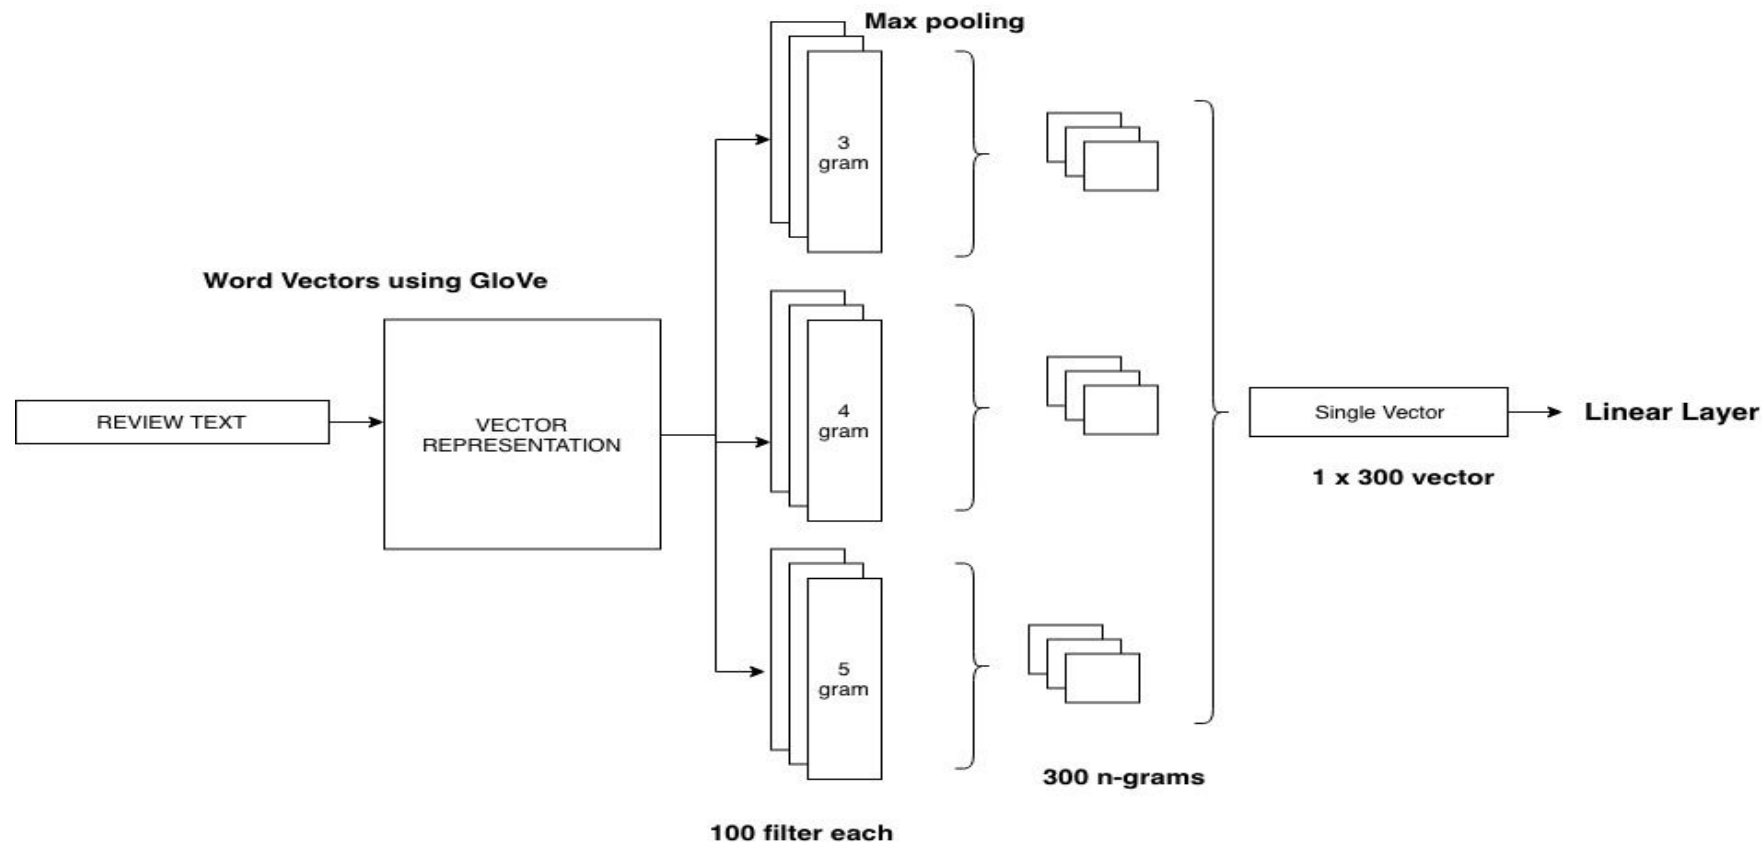 Max pooling
3
gram
Word Vectors using GloVe
REVIEW TEXT
VECTOR
REPRESENTATION
4
gram
Single Vector
Linear Layer
1 x 300 vector
5
gram
300 n-grams
100 filter each